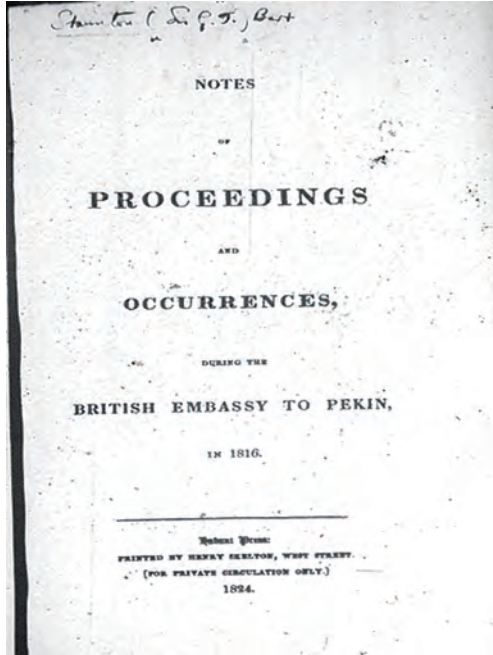 Staunton (Sir G. T.) Bart
NOTES
OF
PROCEEDINGS
AND
OCCURRENCES,
DURING THE
BRITISH EMBASSY TO PEKIN,
IN 1816.
Havant Press:
PRINTED BY HENRY SKELTON, WEST STREET.
(FOR PRIVATE CIRCULATION ONLY.)
1824.